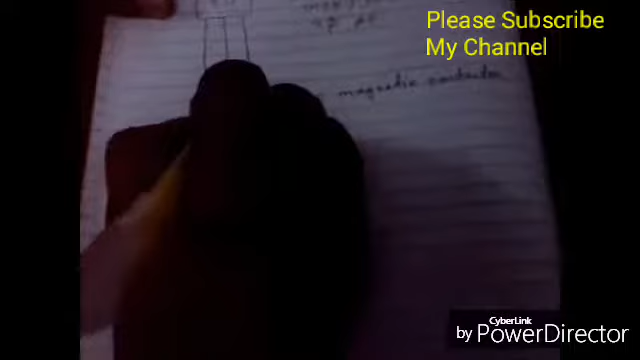 Please Subscribe
My Channel
magnetic contactor
CyberLink
by PowerDirector